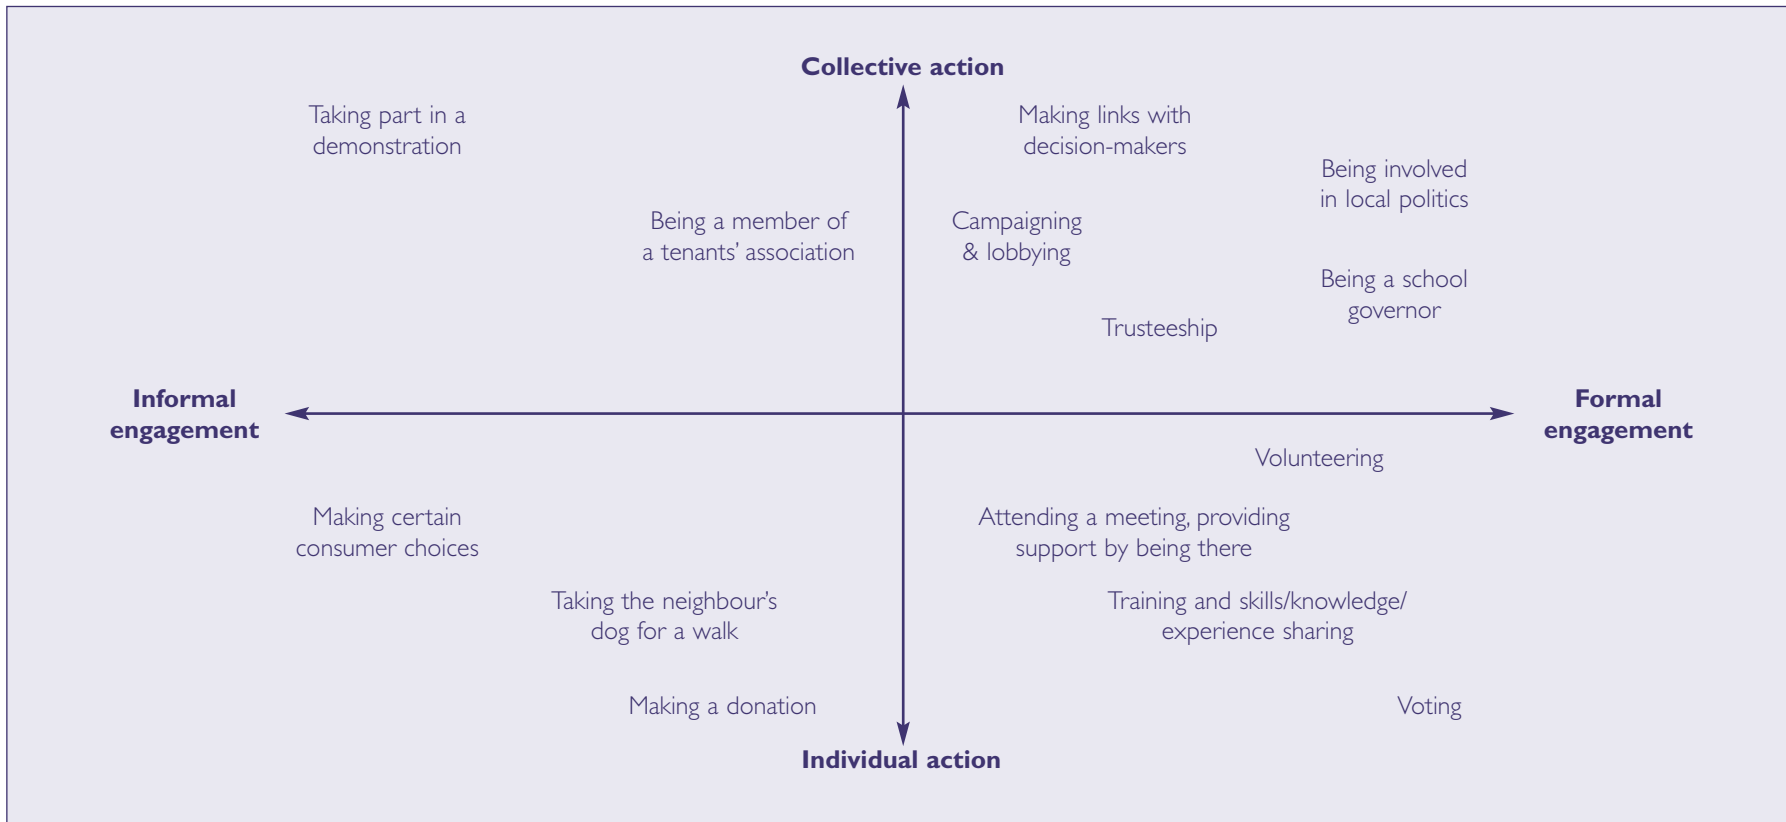 Collective action
Taking part in a
demonstration
Making links with
decision-makers
Being involved
in local politics
Being a member of
a tenants’ association
Campaigning
& lobbying
Being a school
governor
Trusteeship
Informal
engagement
Formal
engagement
Volunteering
Making certain
consumer choices
Attending a meeting, providing
support by being there
Taking the neighbour’s
dog for a walk
Training and skills/knowledge/
experience sharing
Making a donation
Voting
Individual action